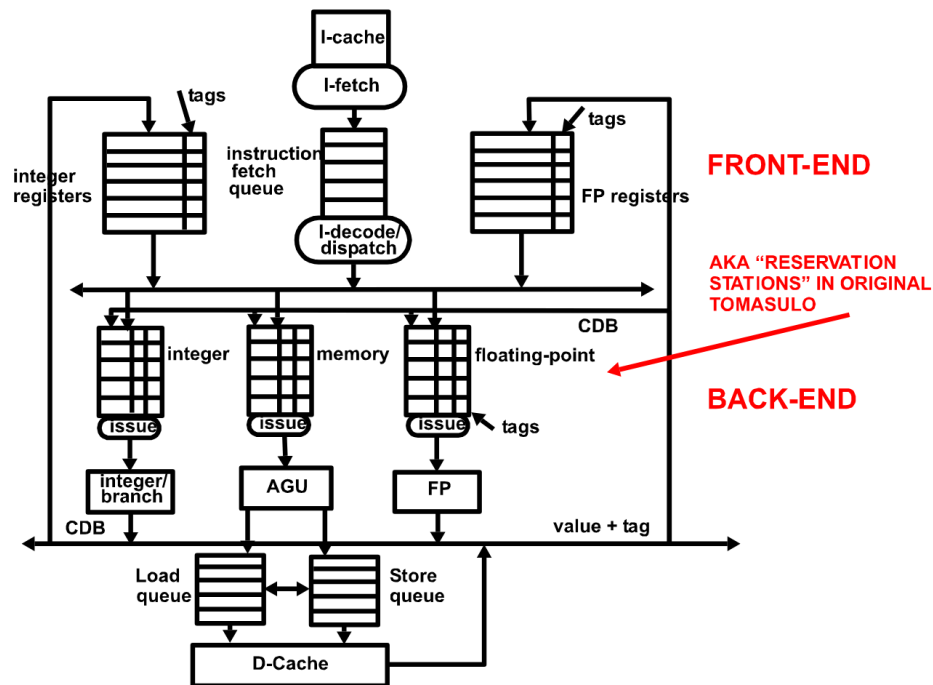 I-cache
I-fetch
tags
tags
instruction
fetch
queue
integer
registers
FP registers
FRONT-END
I-decode/
dispatch
AKA “RESERVATION
STATIONS” IN ORIGINAL
TOMASULO
CDB
integer
memory
floating-point
BACK-END
issue
issue
issue
tags
integer/
branch
AGU
FP
CDB
value + tag
Load
queue
Store
queue
D-Cache